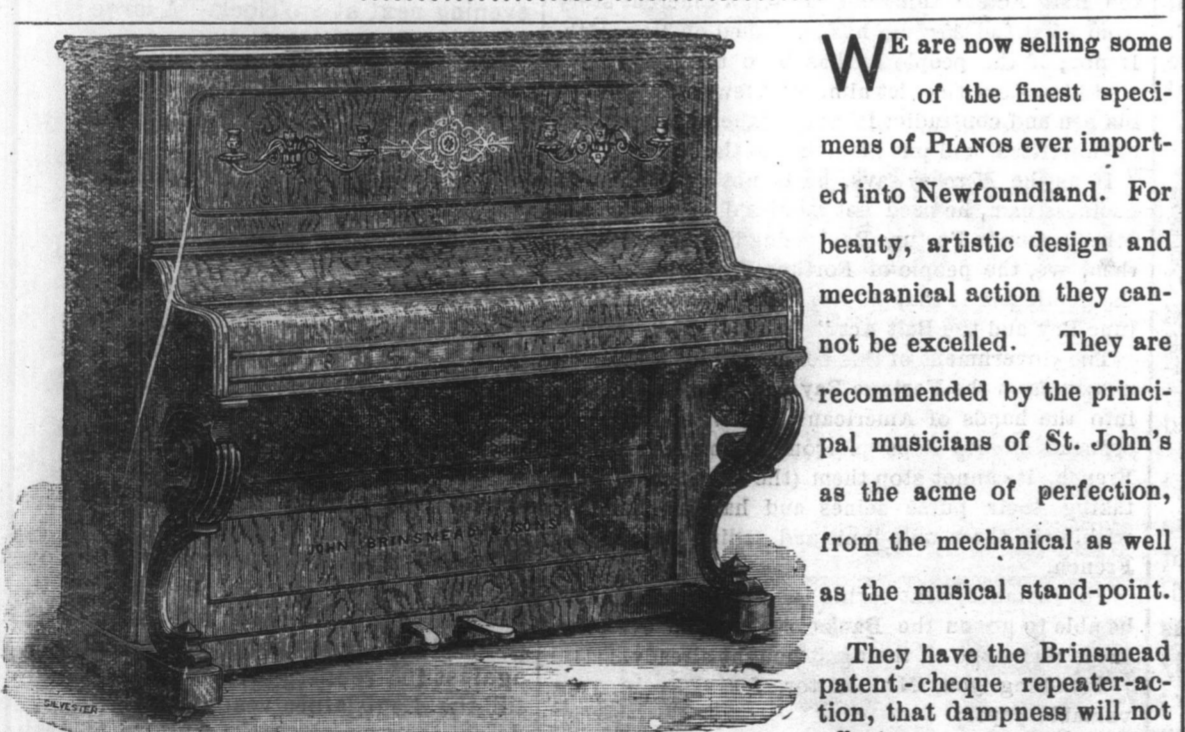 WE are now selling some
of the finest speci-
mens of PIANOS ever import-
ed into Newfoundland. For
beauty, artistic design and
mechanical action they can-
not be excelled. They are
recommended by the princi-
pal musicians of St. John's
as the acme of perfection,
from the mechanical as well
as the musical stand-point.
They have the Brinsmead
patent cheque repeater-ac-
tion, that dampness will not
JOHN BRINSMEAD & SONS
SILVESTER